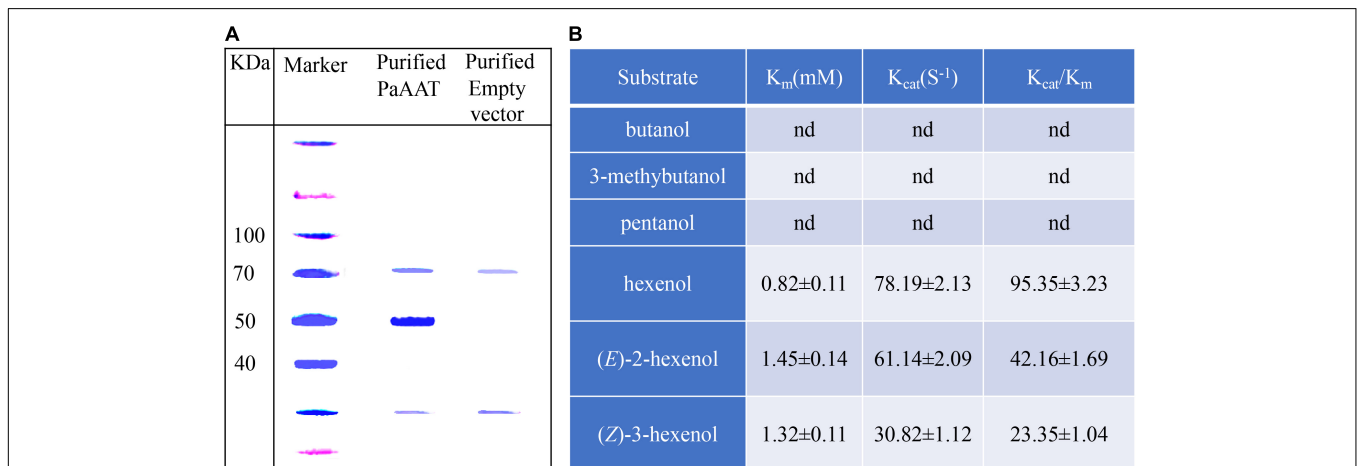 A
KDa Marker Purified PaAAT Purified Empty vector
100
70
50
40
B
Substrate Km(mM) Kcat(S-1) Kcat/Km
butanol nd nd nd
3-methybutanol nd nd nd
pentanol nd nd nd
hexenol 0.82±0.11 78.19±2.13 95.35±3.23
(E)-2-hexenol 1.45±0.14 61.14±2.09 42.16±1.69
(Z)-3-hexenol 1.32±0.11 30.82±1.12 23.35±1.04